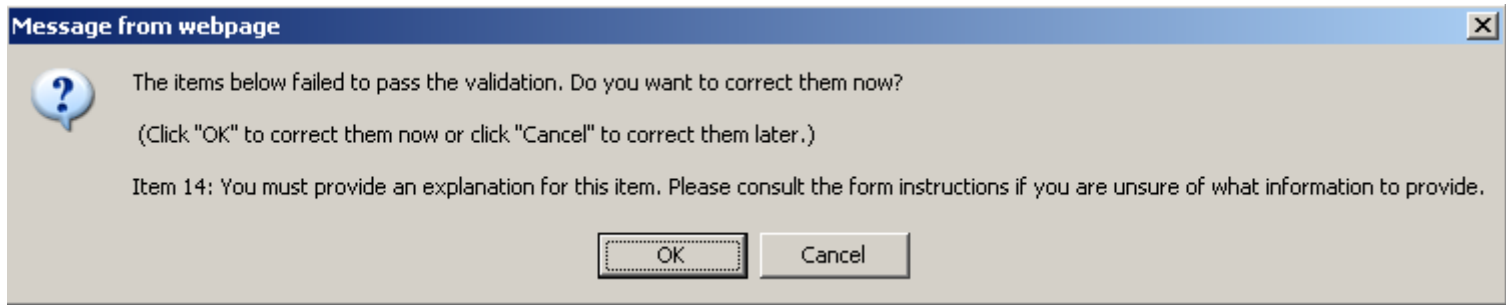 Message from webpage
The items below failed to pass the validation. Do you want to correct them now?
(Click "OK" to correct them now or click "Cancel" to correct them later.)
Item 14: You must provide an explanation for this item. Please consult the form instructions if you are unsure of what information to provide.
OK
Cancel